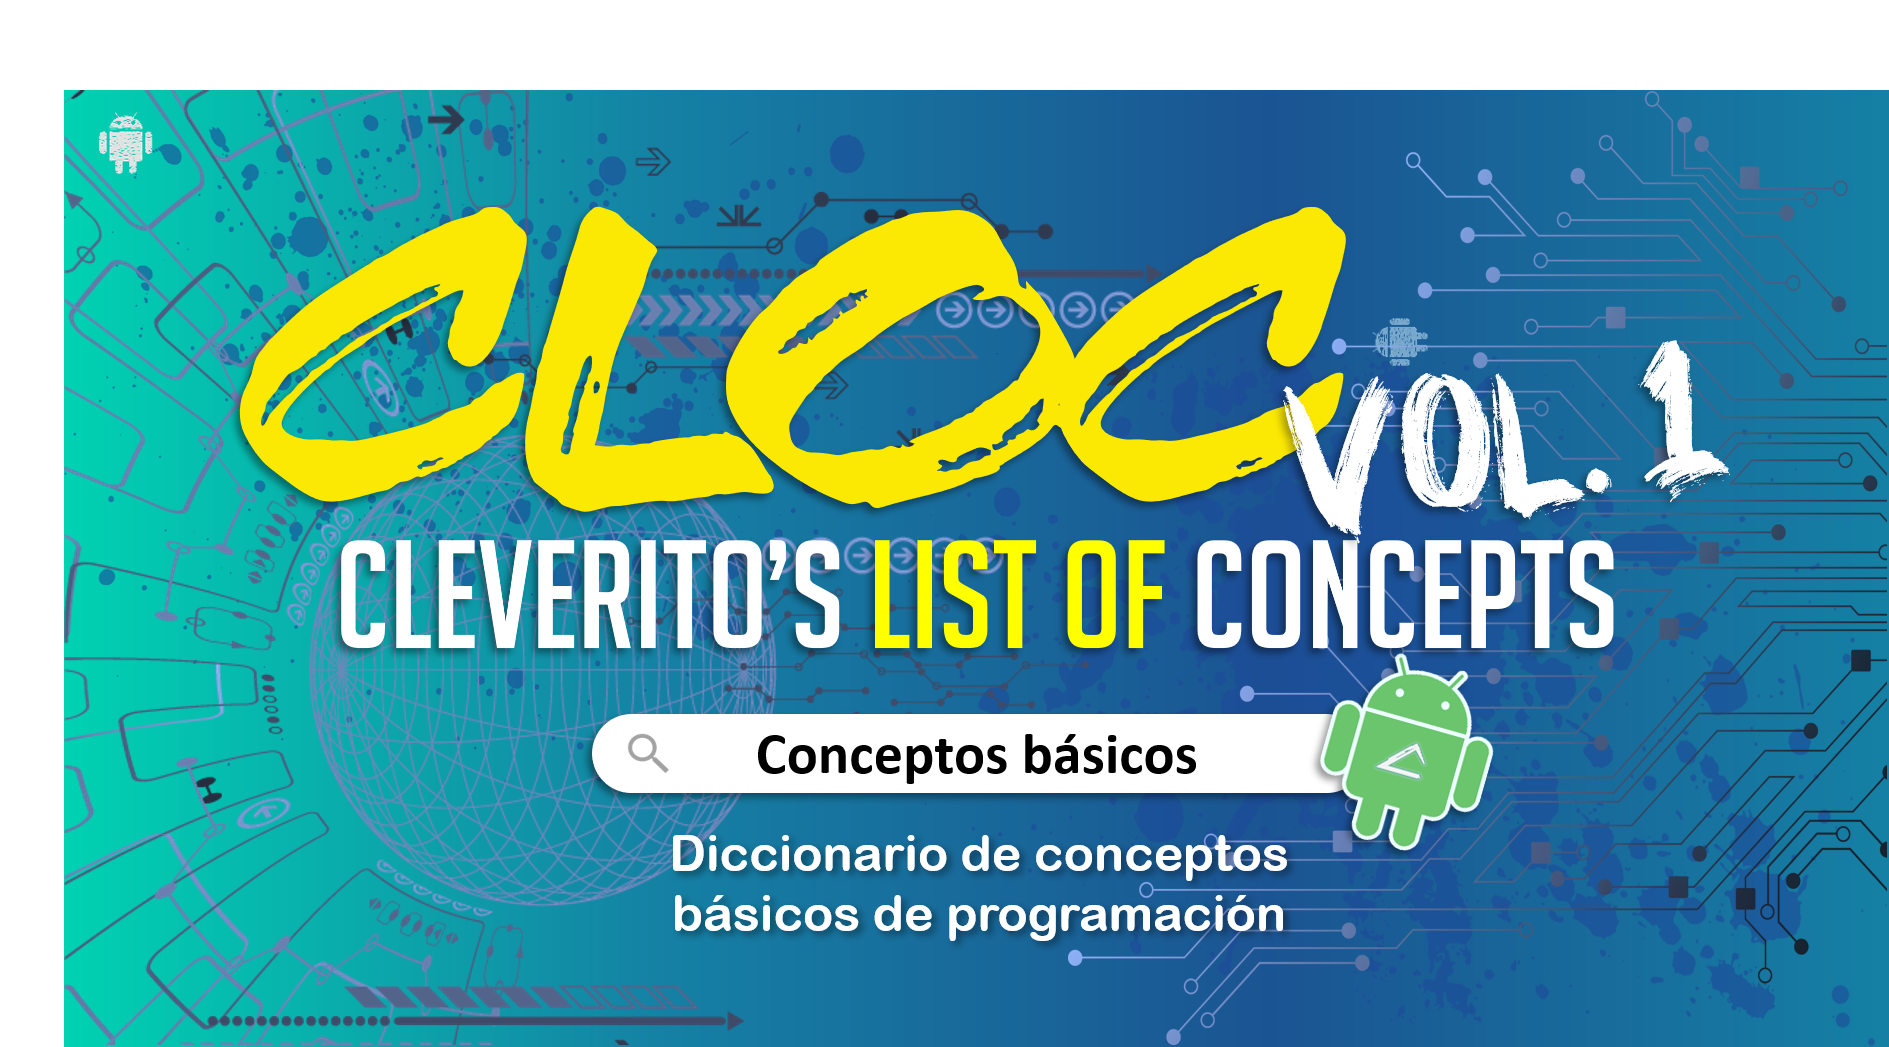 CLOC VOL. 1
CLEVERITO'S LIST OF CONCEPTS
Conceptos básicos
Diccionario de conceptos
básicos de programación